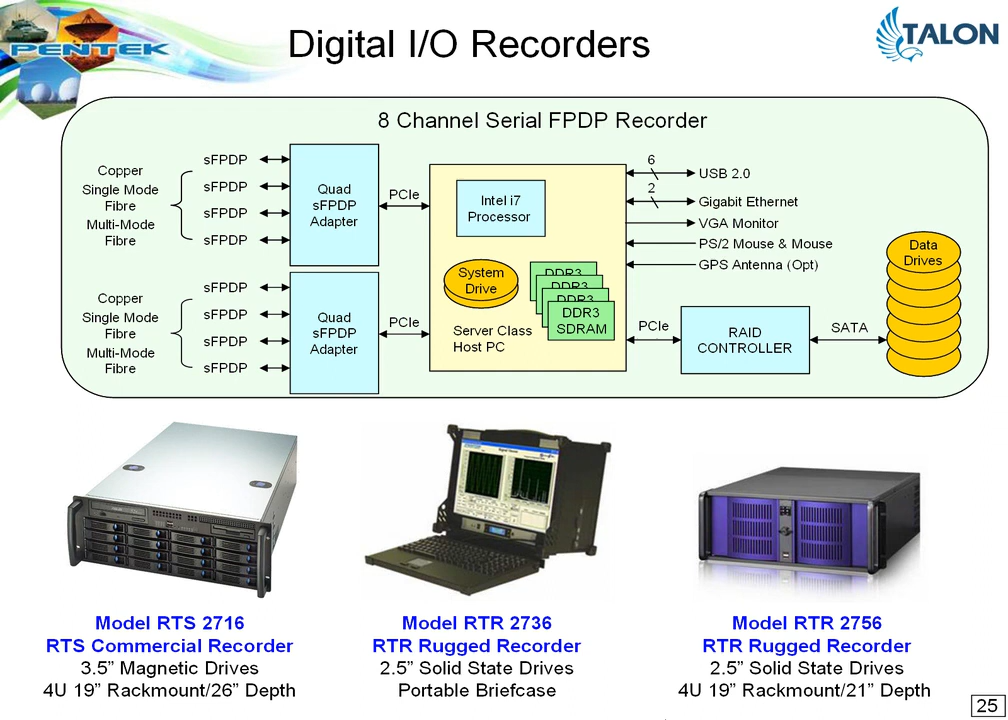 PENTEK
Digital I/O Recorders
TALON
8 Channel Serial FPDP Recorder
Copper
Single Mode
Fibre
Multi-Mode
Fibre
sFPDP
sFPDP
sFPDP
sFPDP
Quad
sFPDP
Adapter
PCIe
Copper
Single Mode
Fibre
Multi-Mode
Fibre
sFPDP
sFPDP
sFPDP
sFPDP
Quad
sFPDP
Adapter
PCIe
Intel i7
Processor
System
Drive
DDR3
DDR3
DDR3
DDR3
SDRAM
Server Class
Host PC
6
USB 2.0
2
Gigabit Ethernet
VGA Monitor
PS/2 Mouse & Mouse
GPS Antenna (Opt)
PCIe
RAID
CONTROLLER
SATA
Data
Drives
Model RTS 2716
RTS Commercial Recorder
3.5” Magnetic Drives
4U 19” Rackmount/26” Depth
Model RTR 2736
RTR Rugged Recorder
2.5” Solid State Drives
Portable Briefcase
Model RTR 2756
RTR Rugged Recorder
2.5” Solid State Drives
4U 19” Rackmount/21” Depth
25